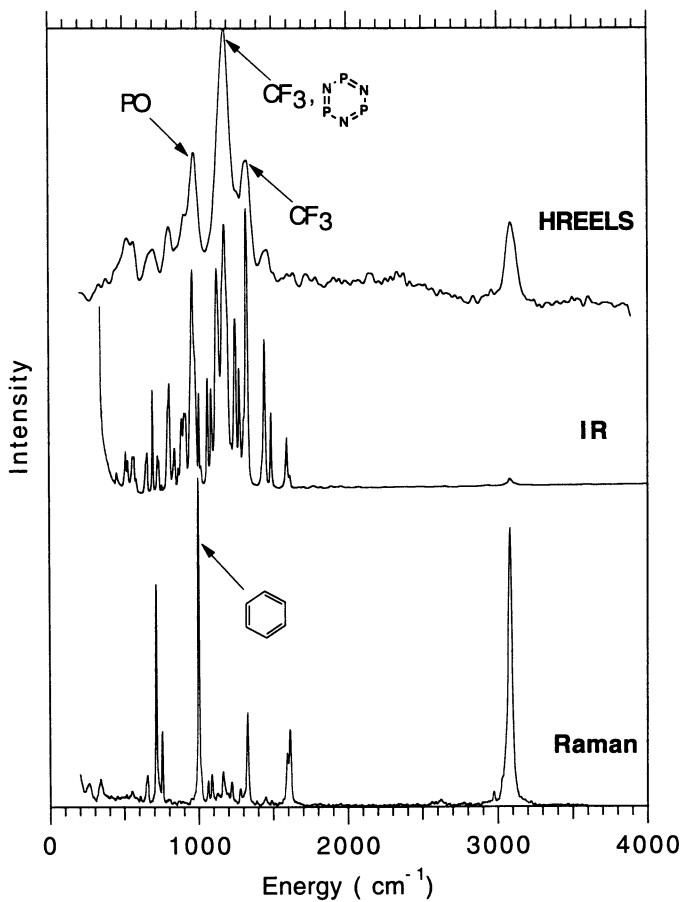 CF3,
P
N N
P P
N
PO
CF3
HREELS
IR
Raman
Intensity
0 1000 2000 3000 4000
Energy ( cm-1)